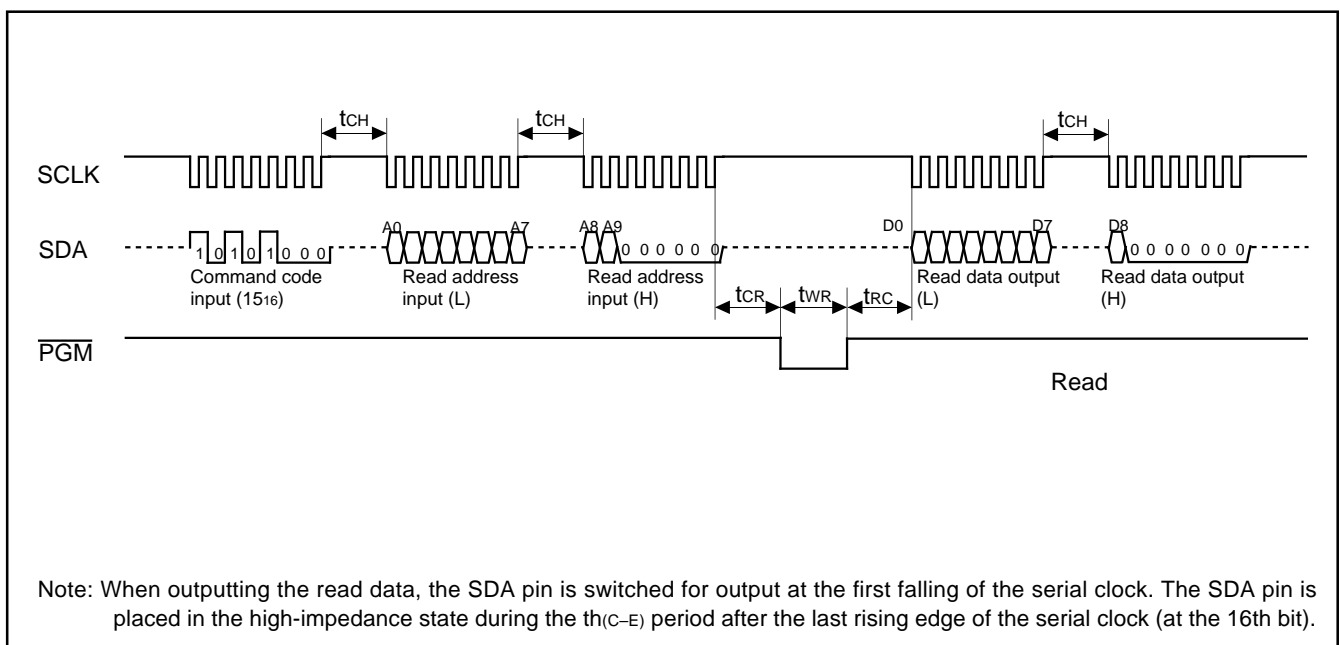 tCH tCH tCH
SCLK
A0 A7 A8 A9 D0 D7 D8
SDA
1 0 1 0 1 0 0 0 0 0 0 0 0 0 0 0 0 0 0 0 0
Command code input (1516)
Read address input (L)
Read address input (H)
Read data output (L)
Read data output (H)
tCR tWR tRC
PGM
Read
Note: When outputting the read data, the SDA pin is switched for output at the first falling of the serial clock. The SDA pin is
placed in the high-impedance state during the th(C–E) period after the last rising edge of the serial clock (at the 16th bit).